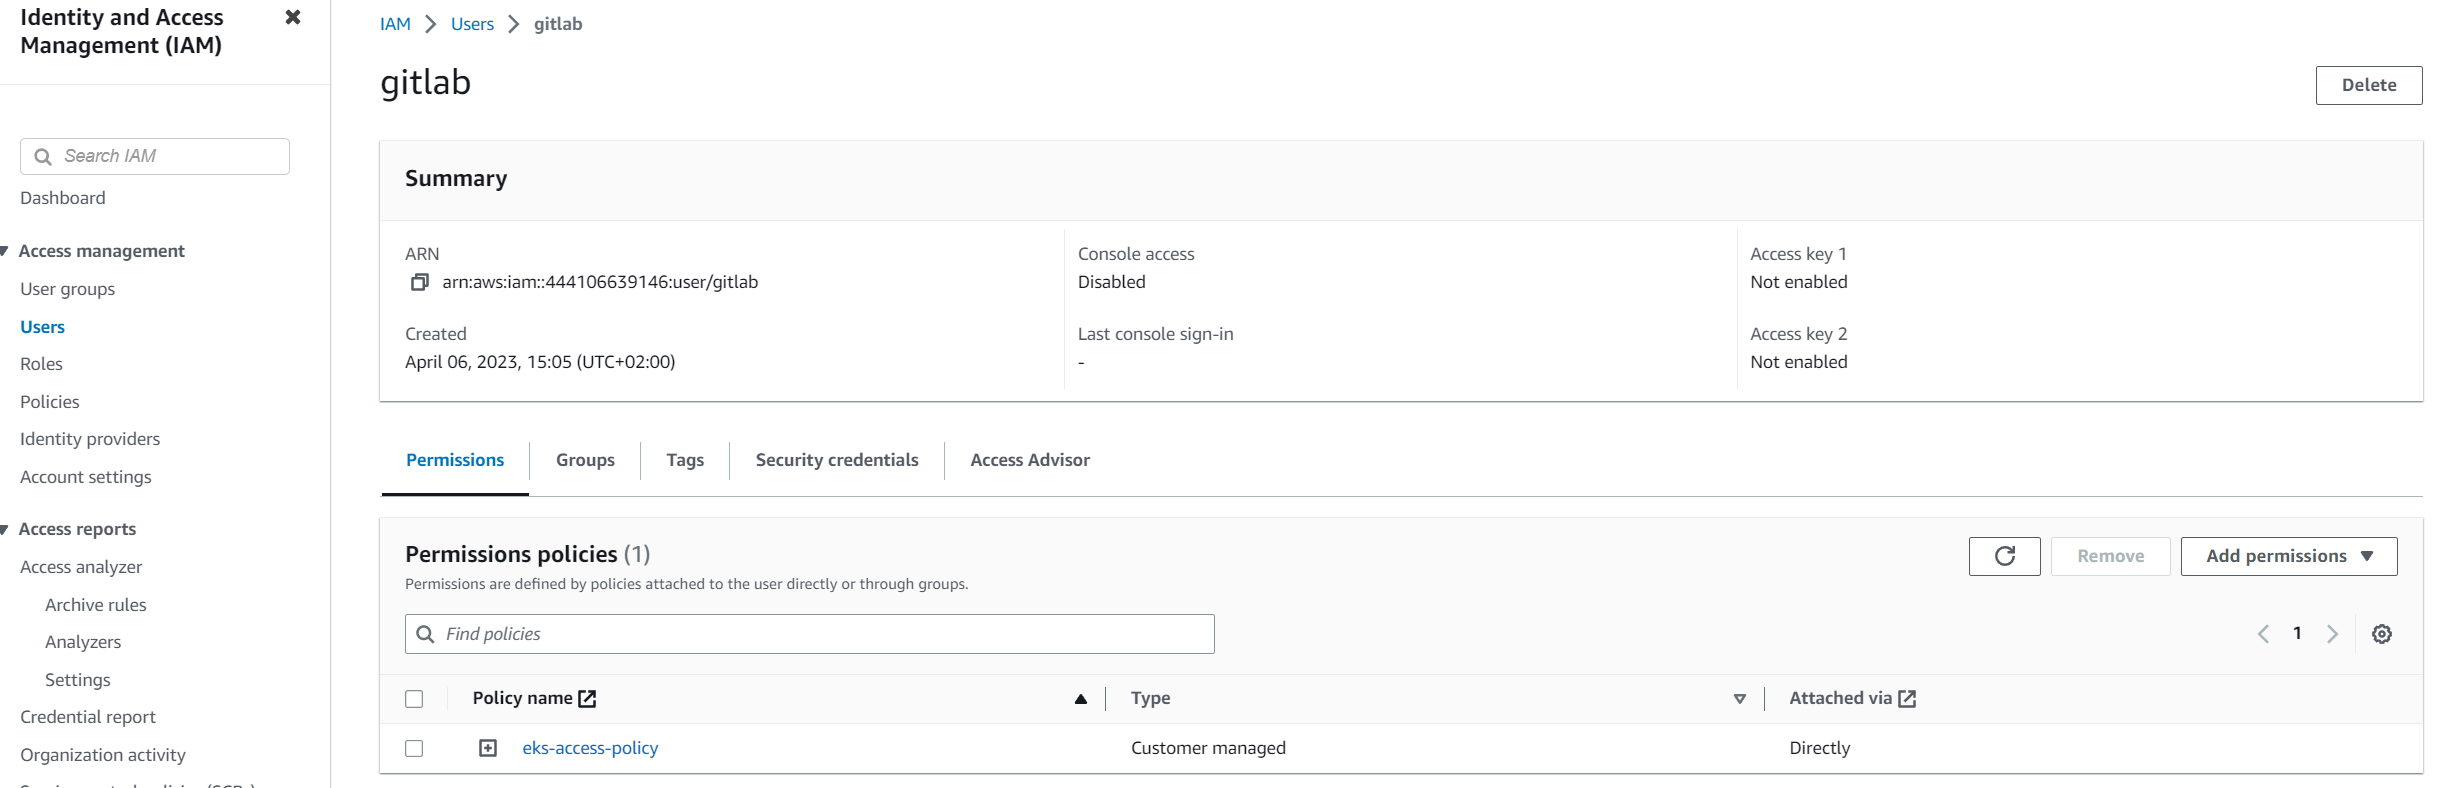 Identity and Access
Management (IAM)
Search IAM
Dashboard
Access management
User groups
Users
Roles
Policies
Identity providers
Account settings
Access reports
Access analyzer
Archive rules
Analyzers
Settings
Credential report
Organization activity
IAM > Users > gitlab
gitlab
Delete
Summary
ARN
arn:aws:iam::444106639146:user/gitlab
Created
April 06, 2023, 15:05 (UTC+02:00)
Console access
Disabled
Last console sign-in
-
Access key 1
Not enabled
Access key 2
Not enabled
Permissions
Groups
Tags
Security credentials
Access Advisor
Permissions policies (1)
Permissions are defined by policies attached to the user directly or through groups.
Remove
Add permissions
Find policies
1
Policy name
Type
Attached via
eks-access-policy
Customer managed
Directly